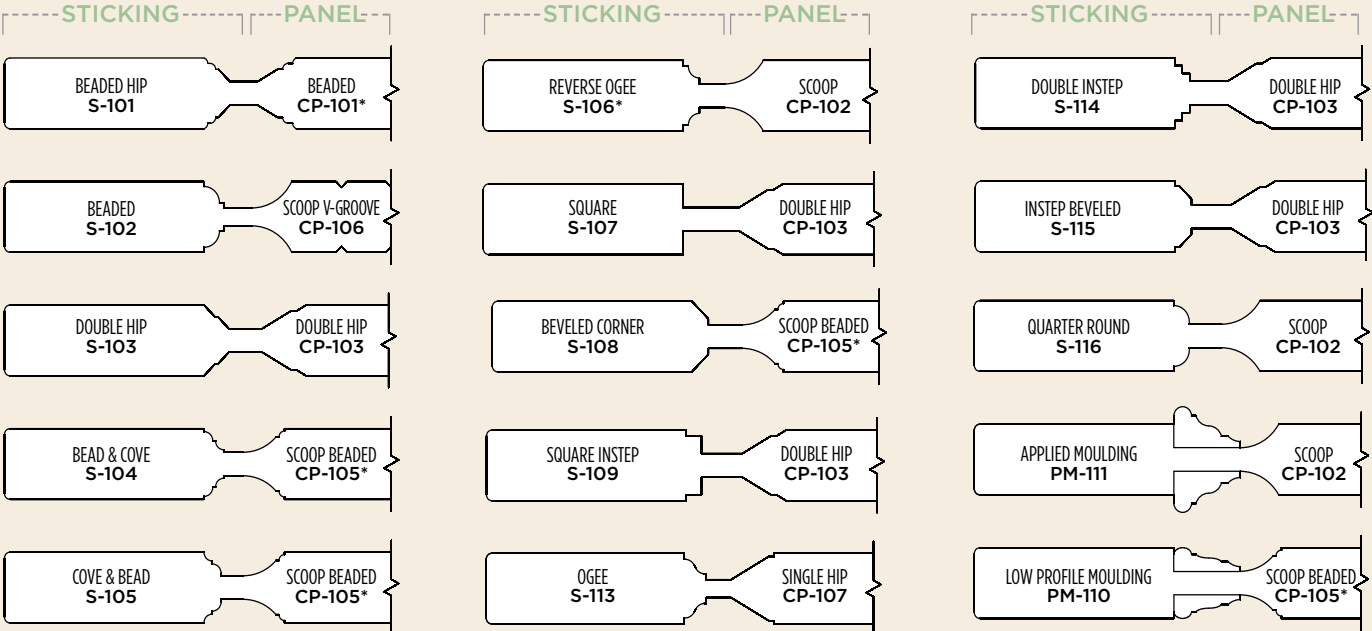 STICKING PANEL
BEADED HIP
S-101
BEADED
CP-101*
BEADED
S-102
SCOOP V-GROOVE
CP-106
DOUBLE HIP
S-103
DOUBLE HIP
CP-103
BEAD & COVE
S-104
SCOOP BEADED
CP-105*
COVE & BEAD
S-105
SCOOP BEADED
CP-105*
STICKING PANEL
REVERSE OGEE
S-106*
SCOOP
CP-102
SQUARE
S-107
DOUBLE HIP
CP-103
BEVELED CORNER
S-108
SCOOP BEADED
CP-105*
SQUARE INSTEP
S-109
DOUBLE HIP
CP-103
OGEE
S-113
SINGLE HIP
CP-107
STICKING PANEL
DOUBLE INSTEP
S-114
DOUBLE HIP
CP-103
INSTEP BEVELED
S-115
DOUBLE HIP
CP-103
QUARTER ROUND
S-116
SCOOP
CP-102
APPLIED MOULDING
PM-111
SCOOP
CP-102
LOW PROFILE MOULDING
PM-110
SCOOP BEADED
CP-105*